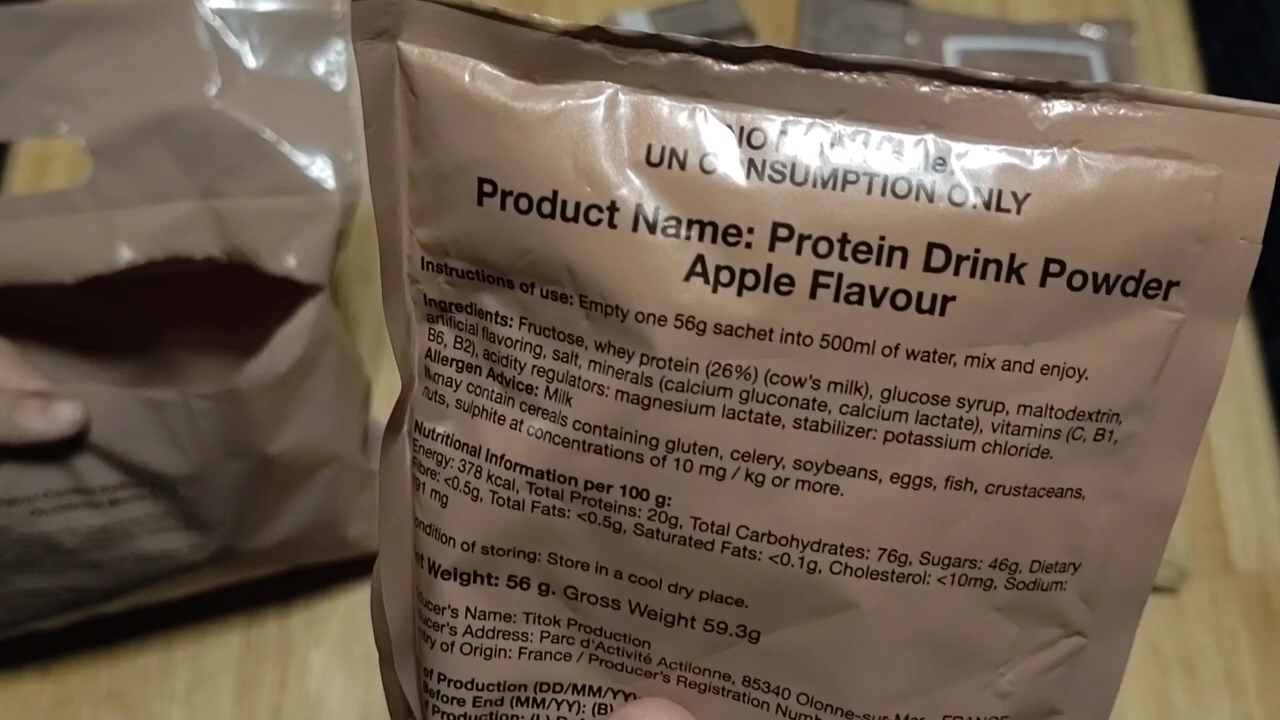 UN CONSUMPTION ONLY
Product Name: Protein Drink Powder
Apple Flavour
Instructions of use: Empty one 56g sachet into 500ml of water, mix and enjoy.
Ingredients: Fructose, whey protein (26%) (cow's milk), glucose syrup, maltodextrin,
artificial flavoring, salt, minerals (calcium gluconate, calcium lactate), vitamins (C, B1,
B6, B2), acidity regulators: magnesium lactate, stabilizer: potassium chloride.
Allergen Advice: Milk
It may contain cereals containing gluten, celery, soybeans, eggs, fish, crustaceans,
nuts, sulphite at concentrations of 10 mg / kg or more.
Nutritional Information per 100 g:
Energy: 378 kcal, Total Proteins: 20g, Total Carbohydrates: 76g, Sugars: 46g, Dietary
Fibre: <0.5g, Total Fats: <0.5g, Saturated Fats: <0.1g, Cholesterol: <10mg, Sodium:
mg
ondition of storing: Store in a cool dry place.
t Weight: 56 g. Gross Weight 59.3g
ucer's Name: Titok Production
ucer's Address: Parc d'Activité Actilonne, 85340 Olonne-sur-Mer - FRANCE
ntry of Origin: France / Producer's Registration Numb
of Production (DD/MM/YY)
Before End (MM/YY): (B)
f Production: (L)